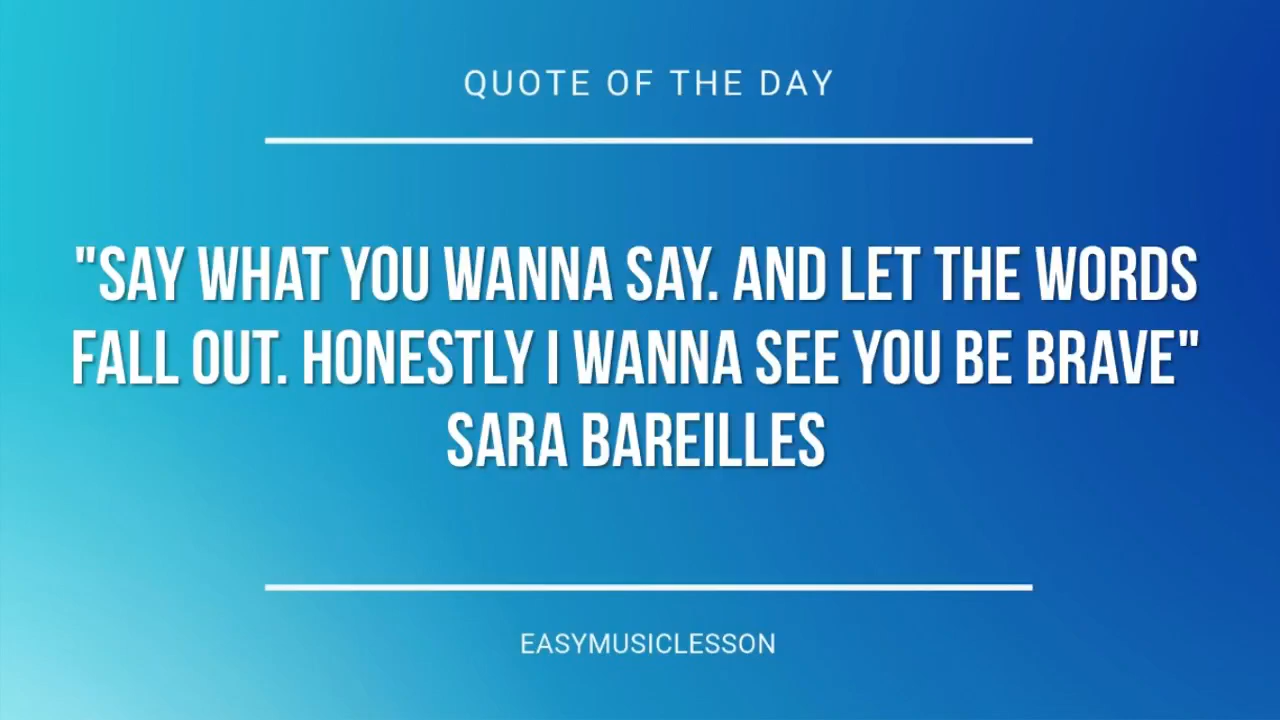 QUOTE OF THE DAY
"SAY WHAT YOU WANNA SAY. AND LET THE WORDS
FALL OUT. HONESTLY I WANNA SEE YOU BE BRAVE"
SARA BAREILLES
EASYMUSICLESSON